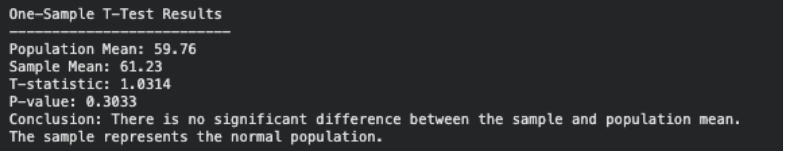 One-Sample T-Test Results
--------------------------
Population Mean: 59.76
Sample Mean: 61.23
T-statistic: 1.0314
P-value: 0.3033
Conclusion: There is no significant difference between the sample and population mean.
The sample represents the normal population.